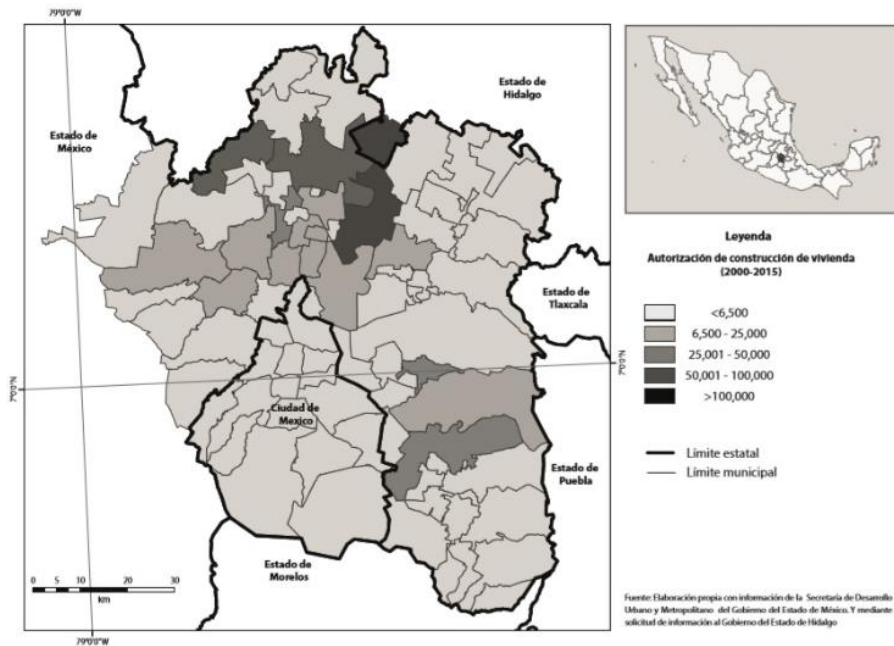 79º0'0"W
Estado de
Hidalgo
Estado de
México
Estado de
Tlaxcala
7º0'0"N
7º0'0"N
Ciudad de
Mexico
Estado de
Puebla
Estado de
Morelos
0 5 10 20 30
km
79º0'0"W
Leyenda
Autorización de construcción de vivienda
(2000-2015)
<6,500
6,500 - 25,000
25,001 - 50,000
50,001 - 100,000
>100,000
Límite estatal
Límite municipal
Fuente: Elaboración propia con información de la Secretaría de Desarrollo
Urbano y Metropolitano del Gobierno del Estado de México. Y mediante
solicitud de información al Gobierno del Estado de Hidalgo